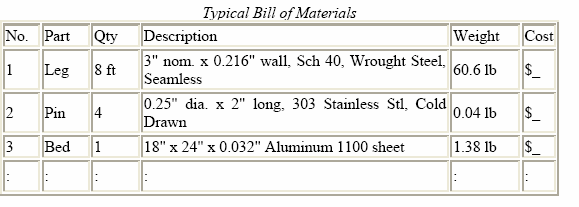 Typical Bill of Materials
No. Part Qty Description Weight Cost
1 Leg 8 ft 3" nom. x 0.216" wall, Sch 40, Wrought Steel, Seamless 60.6 lb $_
2 Pin 4 0.25" dia. x 2" long, 303 Stainless Stl, Cold Drawn 0.04 lb $_
3 Bed 1 18" x 24" x 0.032" Aluminum 1100 sheet 1.38 lb $_
: : : : : :